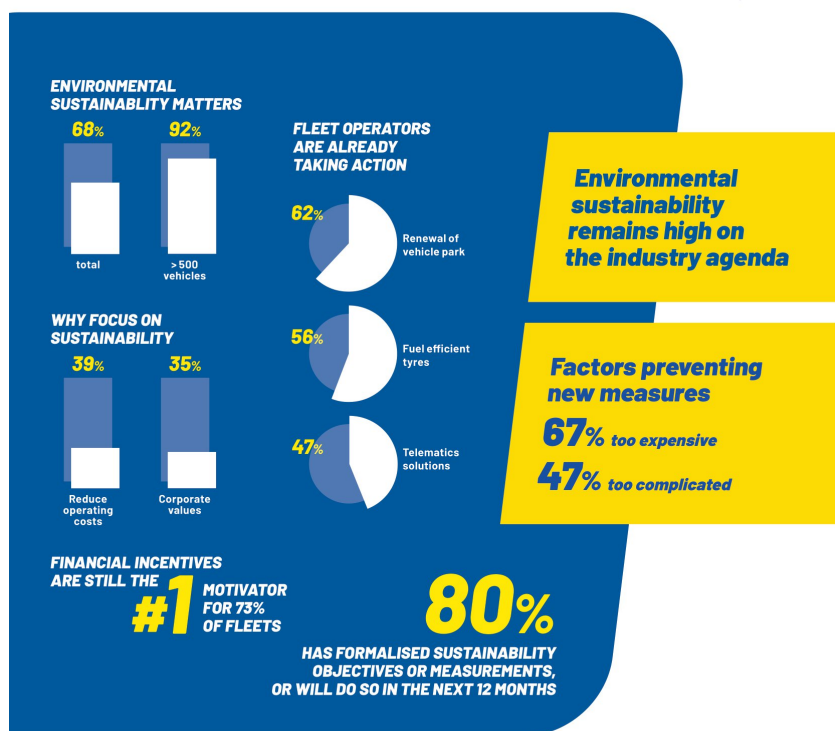 ENVIRONMENTAL
SUSTAINABLITY MATTERS
68%
92%
total
>500
vehicles
WHY FOCUS ON
SUSTAINABILITY
39%
35%
Reduce
operating
costs
Corporate
values
FLEET OPERATORS
ARE ALREADY
TAKING ACTION
62%
Renewal of
vehicle park
56%
Fuel efficient
tyres
47%
Telematics
solutions
Environmental
sustainability
remains high on
the industry agenda
Factors preventing
new measures
67% too expensive
47% too complicated
FINANCIAL INCENTIVES
ARE STILL THE
#1
MOTIVATOR
FOR 73%
OF FLEETS
80%
HAS FORMALISED SUSTAINABILITY
OBJECTIVES OR MEASUREMENTS,
OR WILL DO SO IN THE NEXT 12 MONTHS